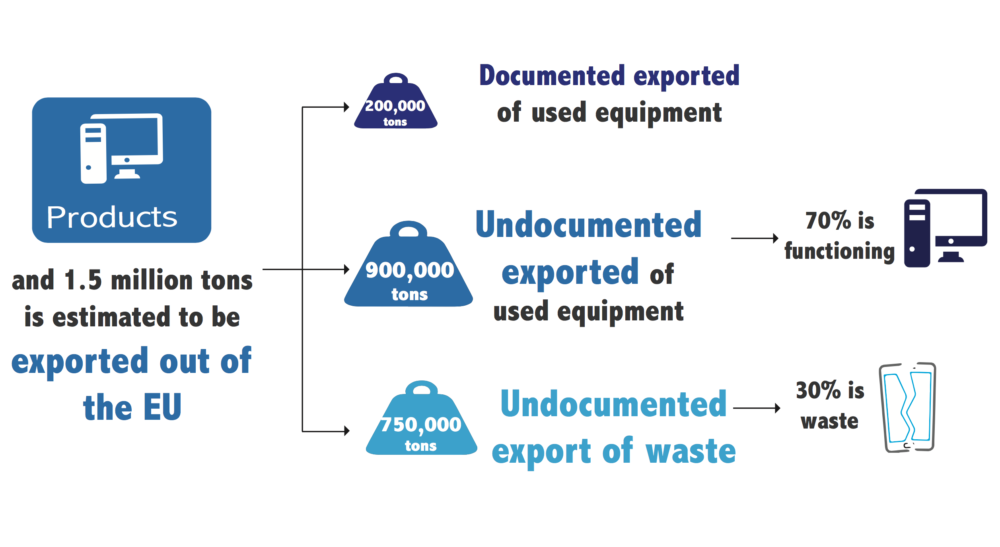 Products
and 1.5 million tons
is estimated to be
exported out of
the EU
200,000
tons
Documented exported
of used equipment
900,000
tons
Undocumented
exported of
used equipment
70% is
functioning
750,000
tons
Undocumented
export of waste
30% is
waste